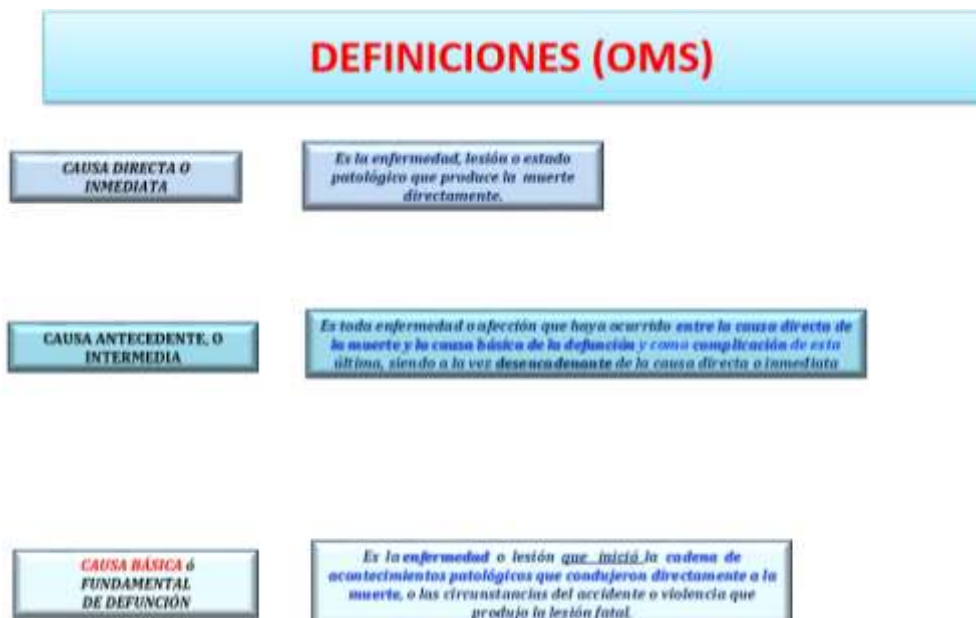 DEFINICIONES (OMS)
CAUSA DIRECTA O
INMEDIATA
Es la enfermedad, lesión o estado
patológico que produce la muerte
directamente.
CAUSA ANTECEDENTE, O
INTERMEDIA
Es toda enfermedad o afección que haya ocurrido entre la causa directa de
la muerte y la causa básica de la defunción y como complicación de esta
última, siendo a la vez desencadenante de la causa directa o inmediata
CAUSA BÁSICA ó
FUNDAMENTAL
DE DEFUNCIÓN
Es la enfermedad o lesión que inició la cadena de
acontecimientos patológicos que condujeron directamente a la
muerte, o las circunstancias del accidente o violencia que
produjo la lesión fatal.